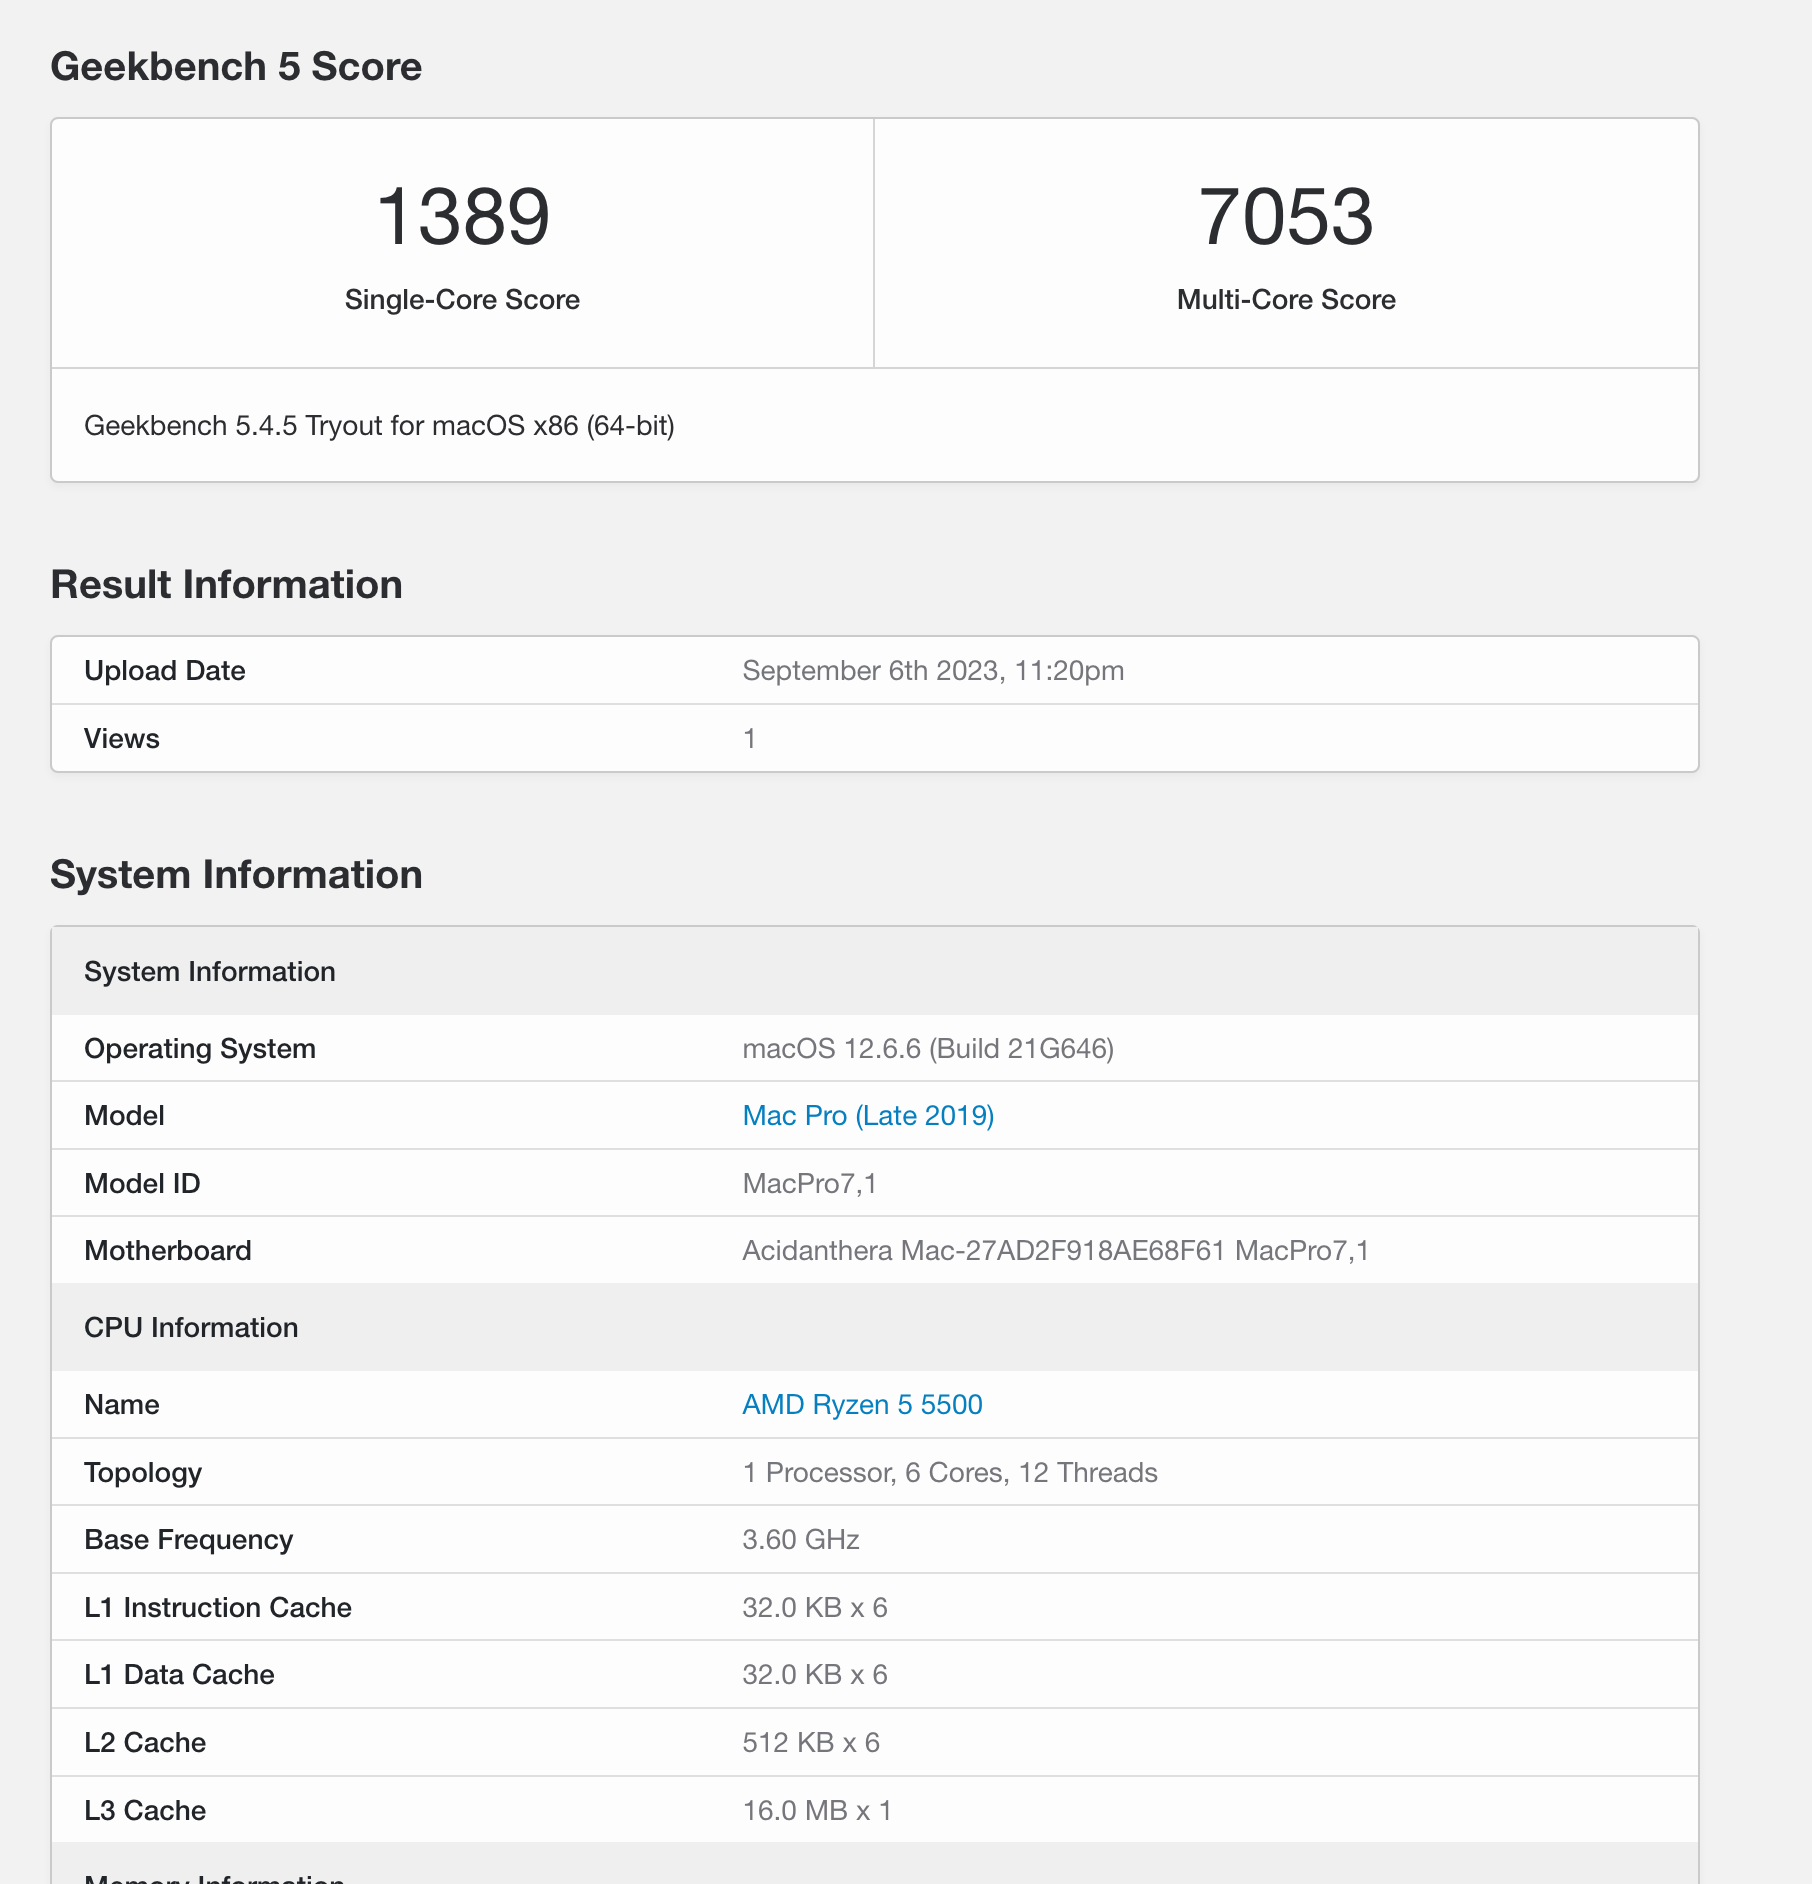 Geekbench 5 Score
1389
Single-Core Score
7053
Multi-Core Score
Geekbench 5.4.5 Tryout for macOS x86 (64-bit)
Result Information
Upload Date September 6th 2023, 11:20pm
Views 1
System Information
System Information
Operating System macOS 12.6.6 (Build 21G646)
Model Mac Pro (Late 2019)
Model ID MacPro7,1
Motherboard Acidanthera Mac-27AD2F918AE68F61 MacPro7,1
CPU Information
Name AMD Ryzen 5 5500
Topology 1 Processor, 6 Cores, 12 Threads
Base Frequency 3.60 GHz
L1 Instruction Cache 32.0 KB x 6
L1 Data Cache 32.0 KB x 6
L2 Cache 512 KB x 6
L3 Cache 16.0 MB x 1
Memory Information